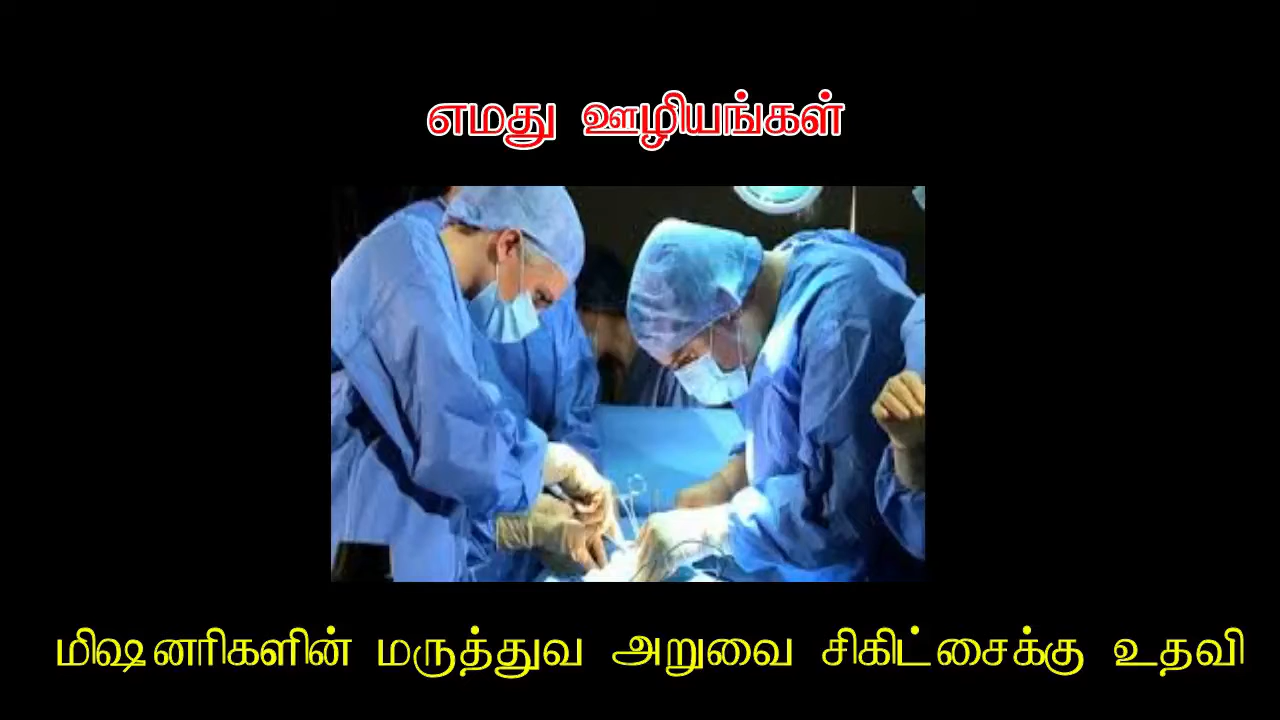 எமது ஊழியங்கள்
மிஷனரிகளின் மருத்துவ அறுவை சிகிட்சைக்கு உதவி